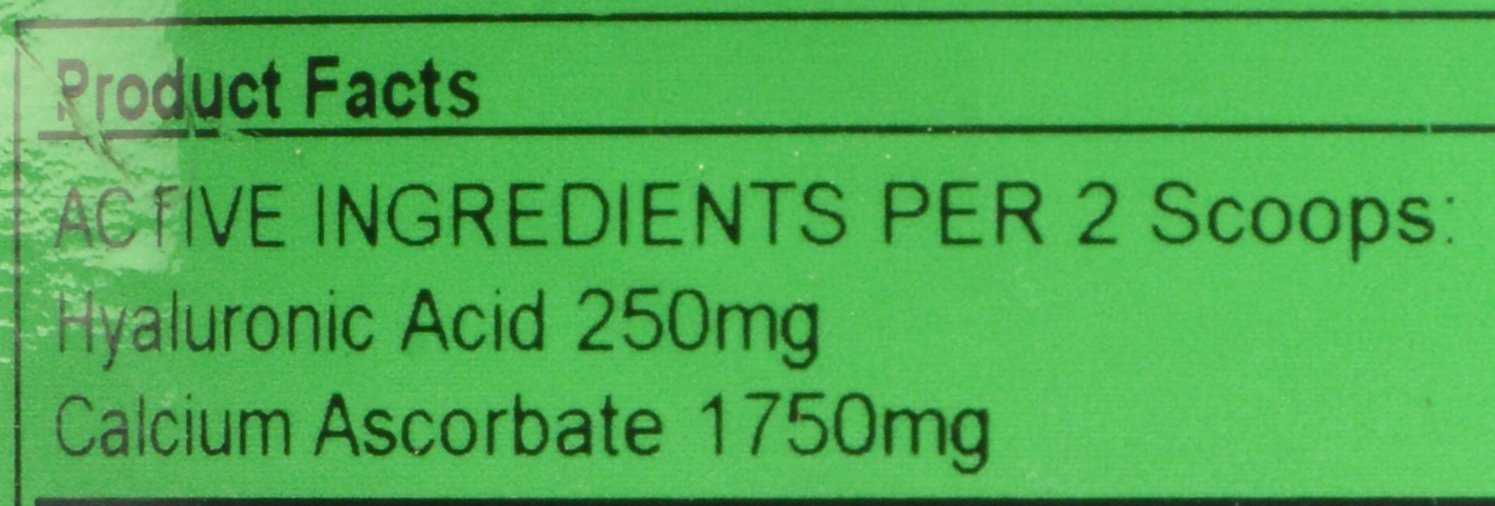 Product Facts
ACTIVE INGREDIENTS PER 2 Scoops:
Hyaluronic Acid 250mg
Calcium Ascorbate 1750mg